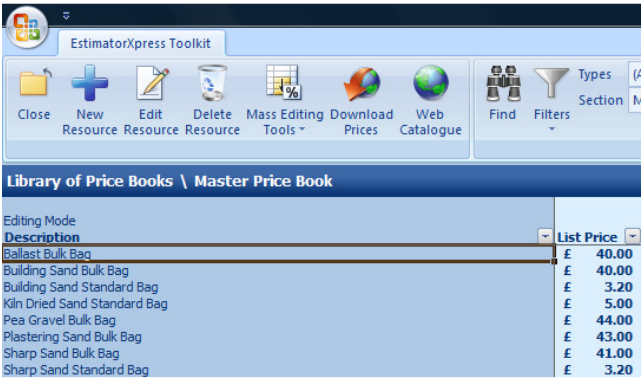 EstimatorXpress Toolkit
Close New Resource Edit Resource Delete Resource Mass Editing Tools Download Prices Web Catalogue Find Filters Types (A
Section M
Library of Price Books \ Master Price Book
Editing Mode
Description List Price
Ballast Bulk Bag £ 40.00
Building Sand Bulk Bag £ 40.00
Building Sand Standard Bag £ 3.20
Kiln Dried Sand Standard Bag £ 5.00
Pea Gravel Bulk Bag £ 44.00
Plastering Sand Bulk Bag £ 43.00
Sharp Sand Bulk Bag £ 41.00
Sharp Sand Standard Bag £ 3.20